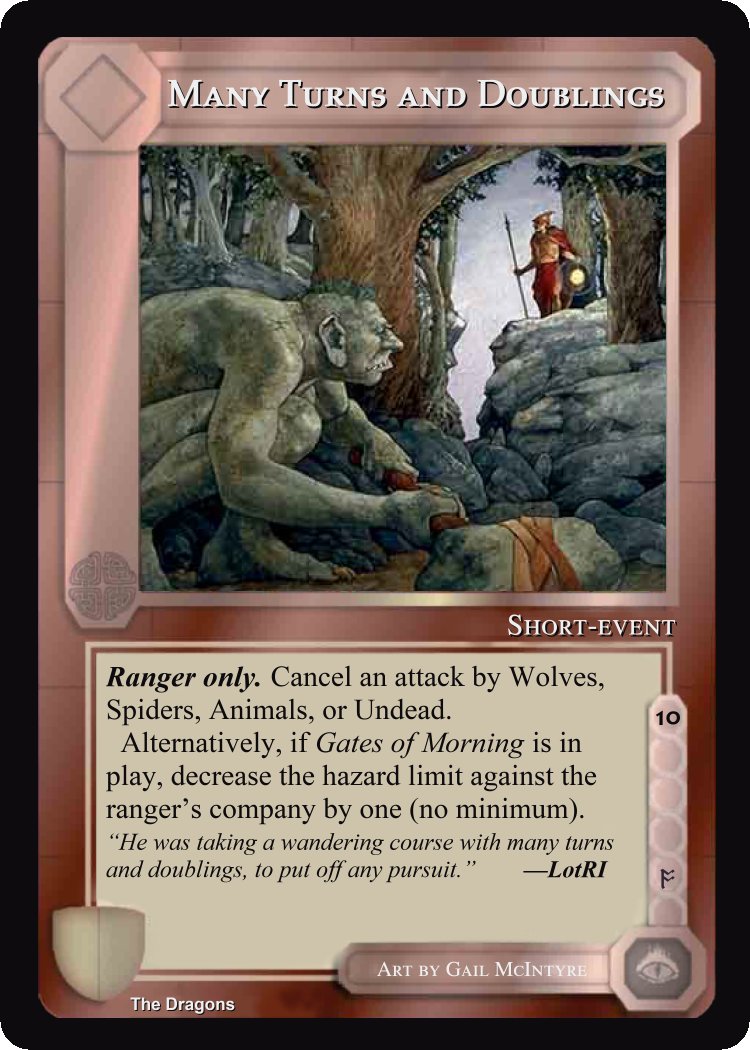 Many Turns and Doublings
Short-event
Ranger only. Cancel an attack by Wolves,
Spiders, Animals, or Undead.
Alternatively, if Gates of Morning is in
play, decrease the hazard limit against the
ranger's company by one (no minimum).
"He was taking a wandering course with many turns
and doublings, to put off any pursuit." —LotRI
10
ᚩ
Art by Gail McIntyre
The Dragons